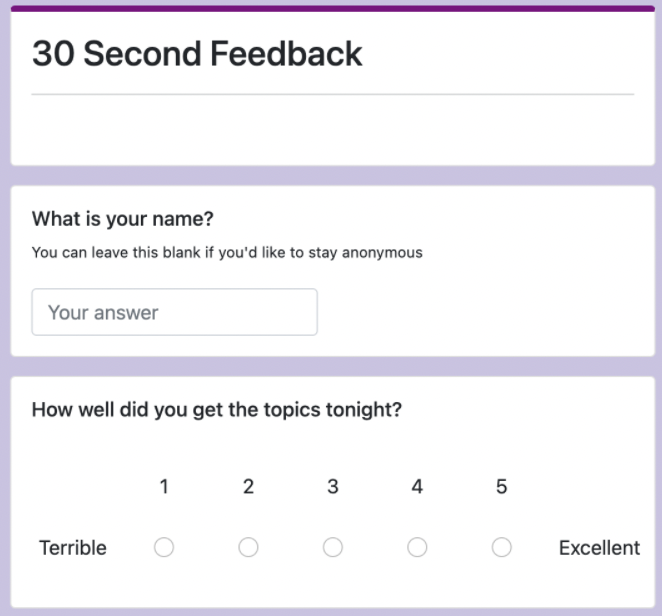 30 Second Feedback
What is your name?
You can leave this blank if you'd like to stay anonymous
Your answer
How well did you get the topics tonight?
1 2 3 4 5
Terrible Excellent